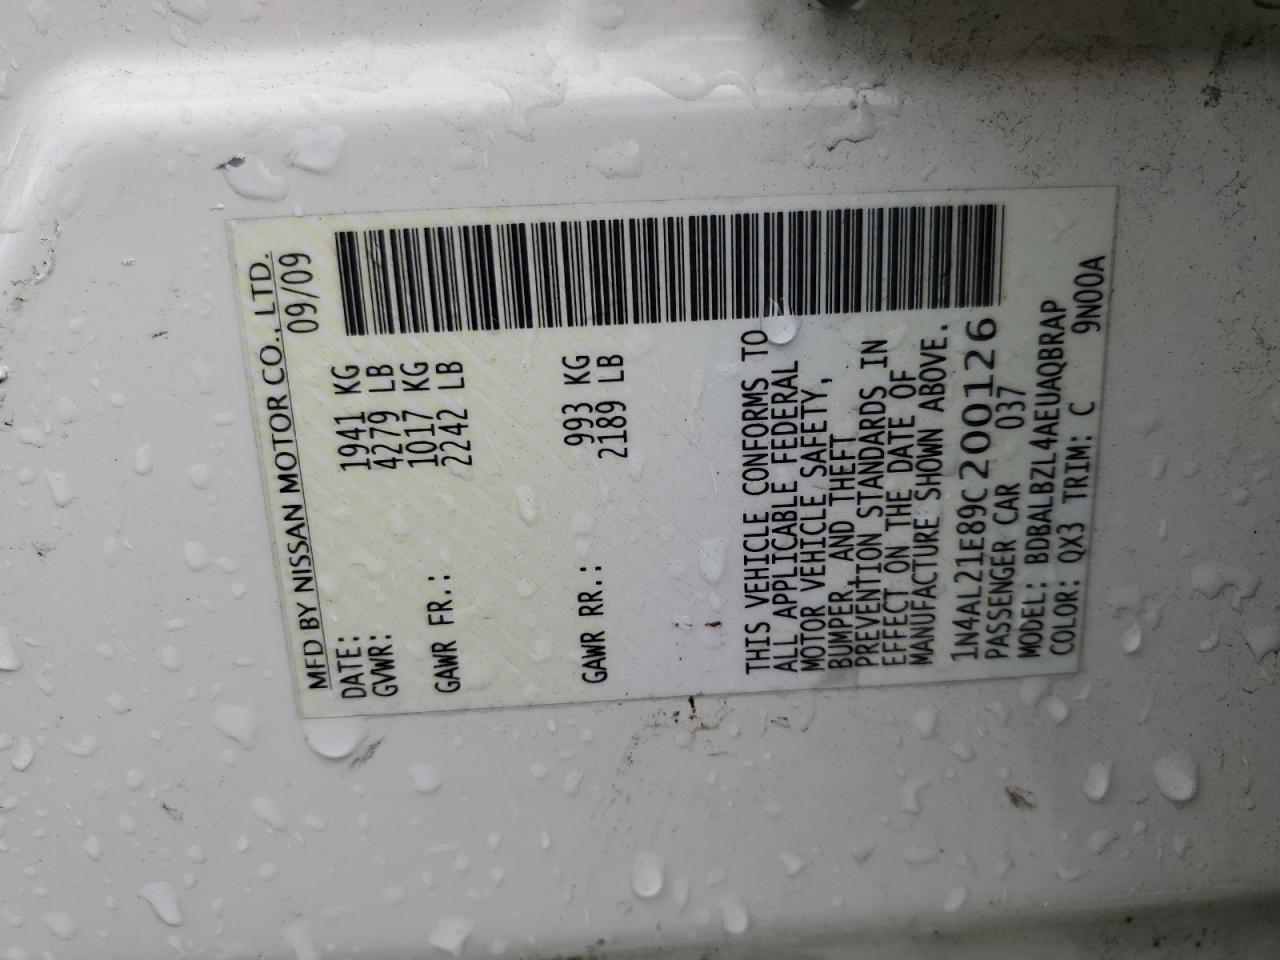 MFD BY NISSAN MOTOR CO., LTD.
DATE: 09/09
GVWR: 1941 KG
4279 LB
GAWR FR.: 1017 KG
2242 LB
GAWR RR.: 993 KG
2189 LB
THIS VEHICLE CONFORMS TO
ALL APPLICABLE FEDERAL
MOTOR VEHICLE SAFETY,
BUMPER, AND THEFT
PREVENTION STANDARDS IN
EFFECT ON THE DATE OF
MANUFACTURE SHOWN ABOVE.
1N4AL21E89C200126
PASSENGER CAR 037
MODEL: BDBALBZL4AEUAQBRAP
COLOR: QX3 TRIM: C 9N00A